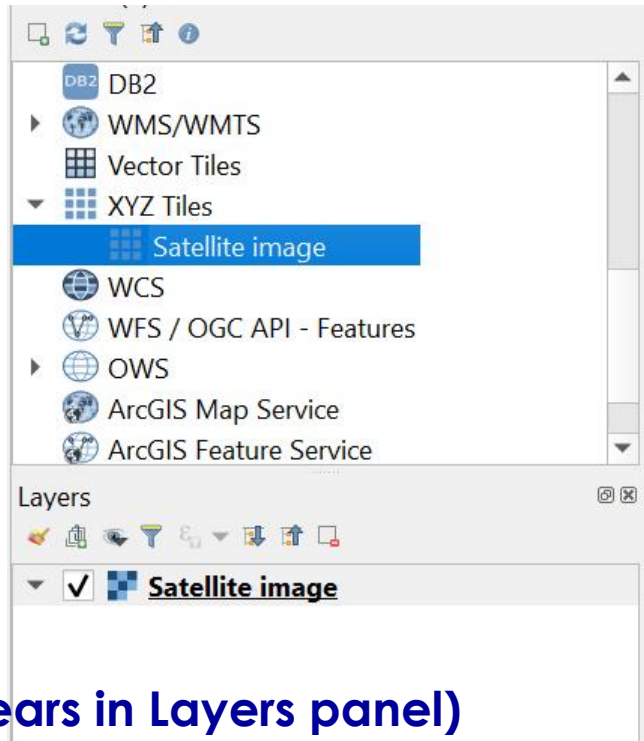 DB2 DB2
WMS/WMTS
Vector Tiles
XYZ Tiles
Satellite image
WCS
WFS / OGC API - Features
OWS
ArcGIS Map Service
ArcGIS Feature Service
Layers
Satellite image
ears in Layers panel)